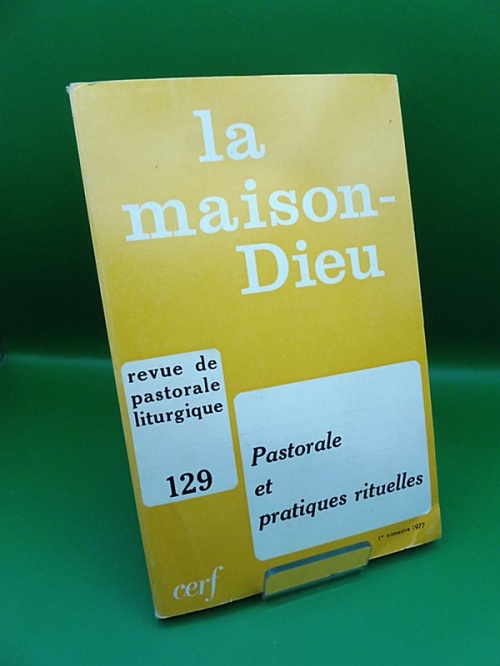 la
maison-
Dieu
revue de
pastorale
liturgique
129
Pastorale
et
pratiques rituelles
1er trimestre 1977
cerf